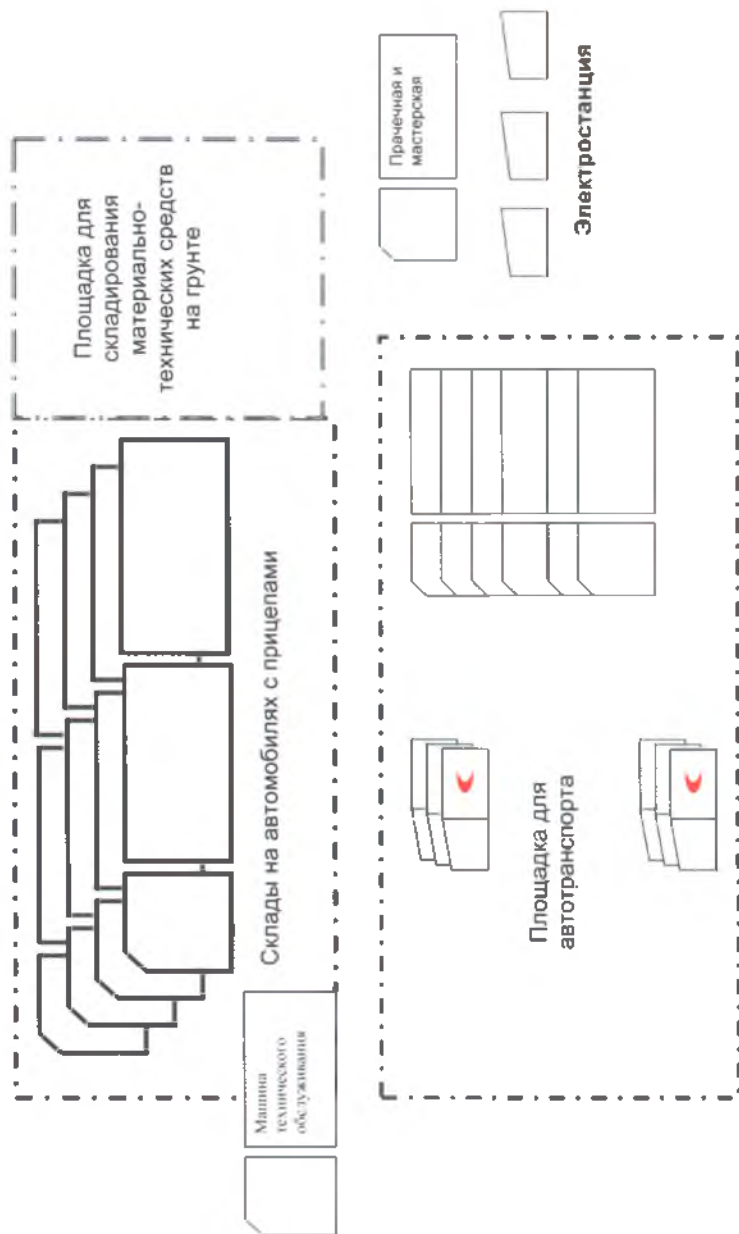 Площадка для
складирования
материально-
технических средств
на грунте
Склады на автомобилях с прицепами
Машина
технического
обслуживания
Прачечная и
мастерская
Электростанция
Площадка для
автотранспорта